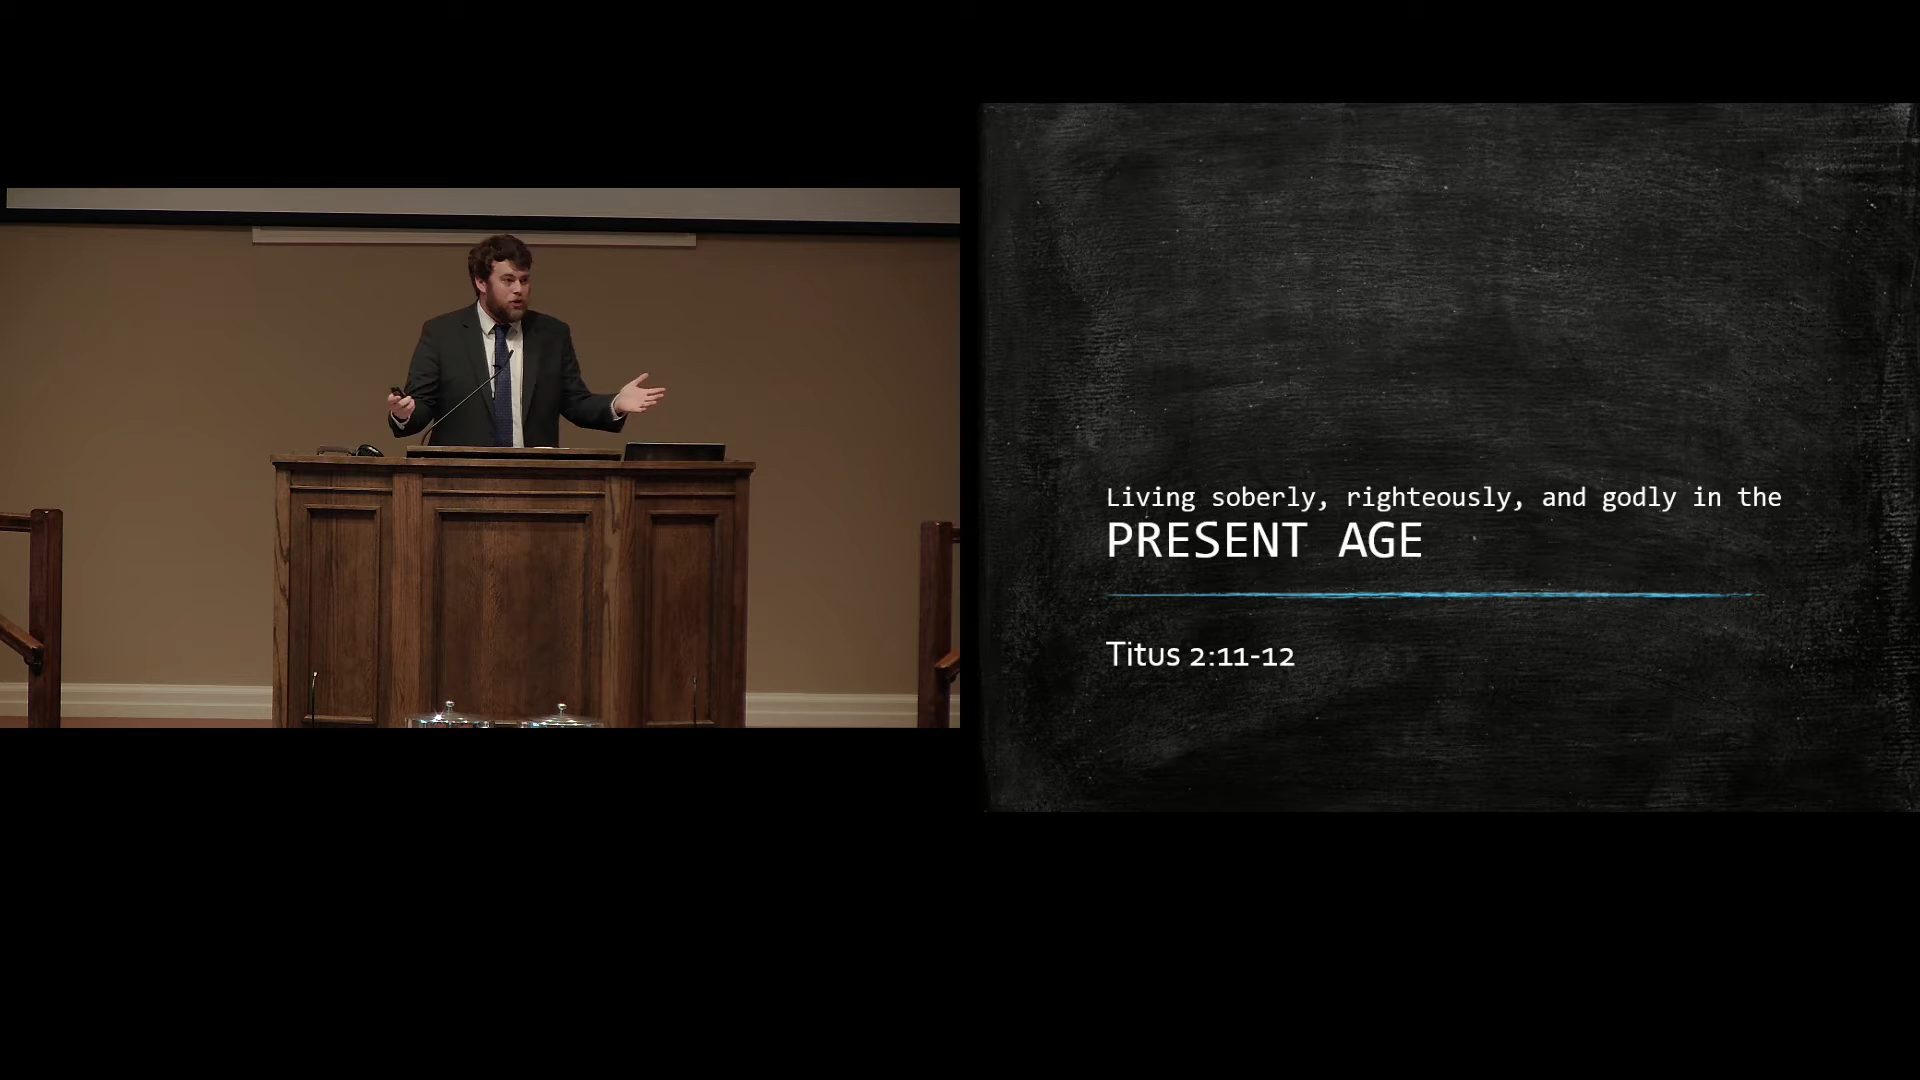 Living soberly, righteously, and godly in the
PRESENT AGE
Titus 2:11-12